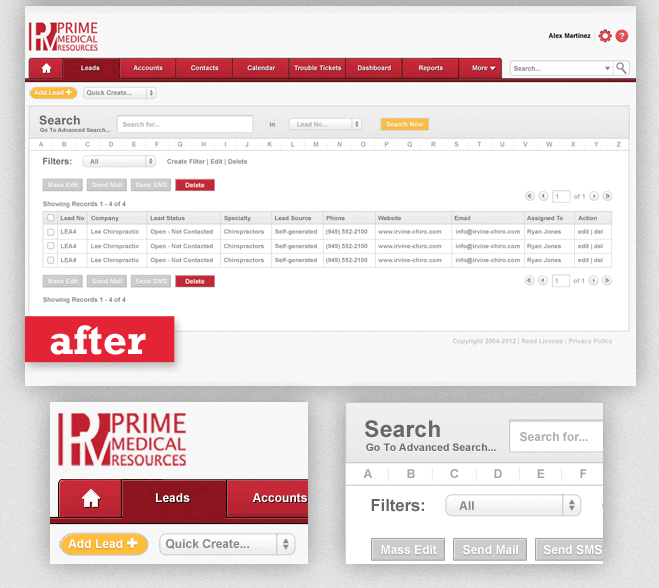 PRIME
MEDICAL
RESOURCES
Alex Martinez
Leads Accounts Contacts Calendar Trouble Tickets Dashboard Reports More Search...
Add Lead + Quick Create...
Search
Go To Advanced Search...
Search for... in Lead No... Search Now
A B C D E F G H I J K L M N O P Q R S T U V W X Y Z
Filters: All Create Filter | Edit | Delete
Mass Edit Send Mail Send SMS Delete
1 of 1
Showing Records 1 - 4 of 4
Lead No Company Lead Status Specialty Lead Source Phone Website Email Assigned To Action
LEA4 Lee Chiropractic Open - Not Contacted Chiropractors Self-generated (949) 552-2100 www.irvine-chiro.com info@irvine-chiro.com Ryan Jones edit | del
LEA4 Lee Chiropractic Open - Not Contacted Chiropractors Self-generated (949) 552-2100 www.irvine-chiro.com info@irvine-chiro.com Ryan Jones edit | del
LEA4 Lee Chiropractic Open - Not Contacted Chiropractors Self-generated (949) 552-2100 www.irvine-chiro.com info@irvine-chiro.com Ryan Jones edit | del
Mass Edit Send Mail Send SMS Delete 1 of 1
Showing Records 1 - 4 of 4
after
Copyright 2004-2012 | Read License | Privacy Policy
PRIME
MEDICAL
RESOURCES
Leads Accounts
Add Lead + Quick Create...
Search
Go To Advanced Search...
Search for...
A B C D E F
Filters: All
Mass Edit Send Mail Send SMS